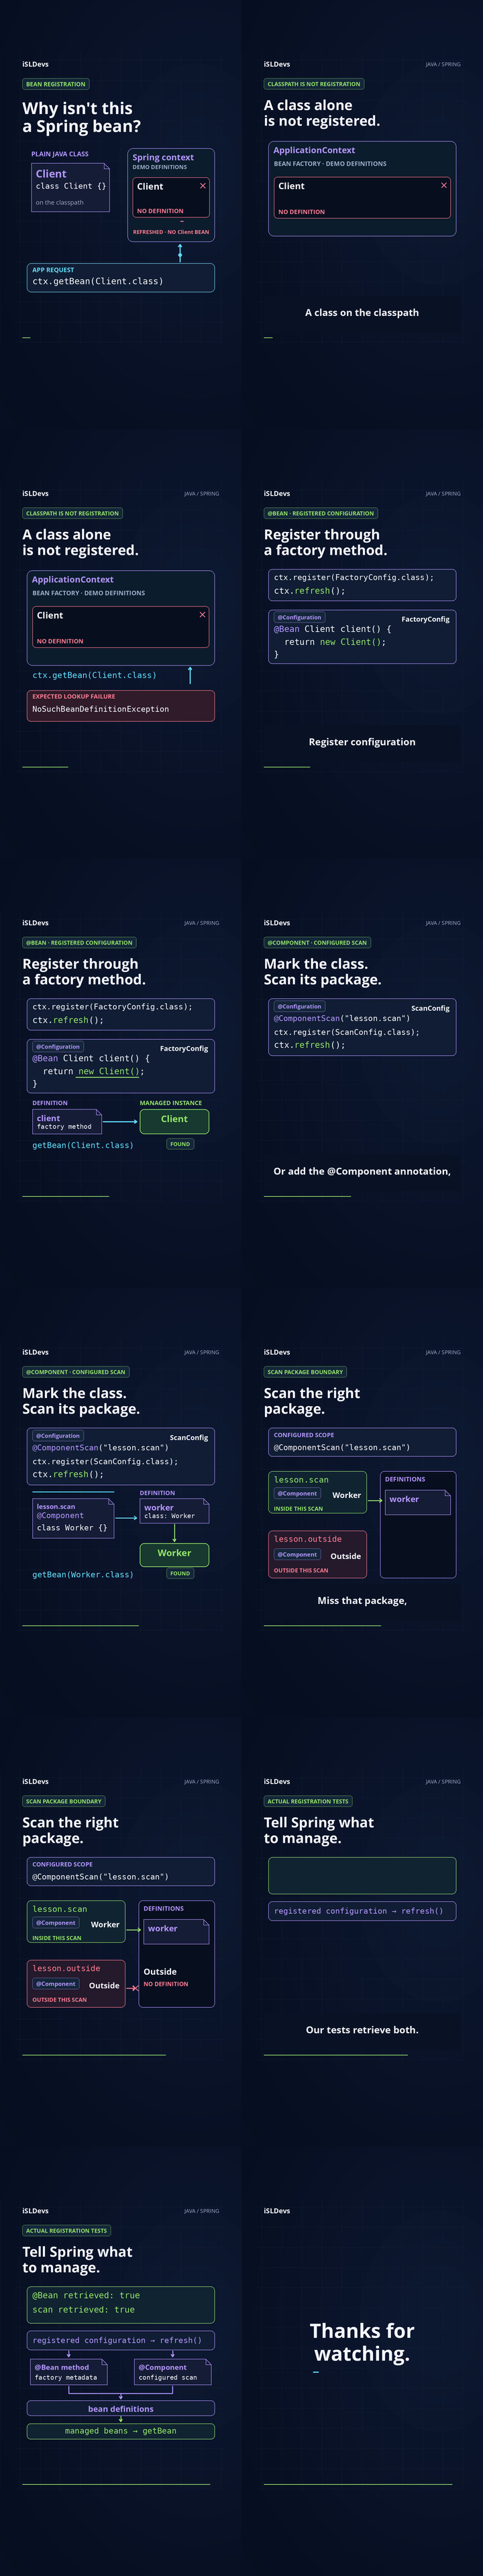 iSLDevs
BEAN REGISTRATION
Why isn't this
a Spring bean?
PLAIN JAVA CLASS
Client
class Client {}
on the classpath
Spring context
DEMO DEFINITIONS
Client
NO DEFINITION
REFRESHED · NO Client BEAN
APP REQUEST
ctx.getBean(Client.class)
iSLDevs
JAVA / SPRING
CLASSPATH IS NOT REGISTRATION
A class alone
is not registered.
ApplicationContext
BEAN FACTORY · DEMO DEFINITIONS
Client
NO DEFINITION
A class on the classpath
iSLDevs
JAVA / SPRING
CLASSPATH IS NOT REGISTRATION
A class alone
is not registered.
ApplicationContext
BEAN FACTORY · DEMO DEFINITIONS
Client
NO DEFINITION
ctx.getBean(Client.class)
EXPECTED LOOKUP FAILURE
NoSuchBeanDefinitionException
iSLDevs
JAVA / SPRING
@BEAN · REGISTERED CONFIGURATION
Register through
a factory method.
ctx.register(FactoryConfig.class);
ctx.refresh();
@Configuration
FactoryConfig
@Bean Client client() {
return new Client();
}
Register configuration
iSLDevs
JAVA / SPRING
@BEAN · REGISTERED CONFIGURATION
Register through
a factory method.
ctx.register(FactoryConfig.class);
ctx.refresh();
@Configuration
FactoryConfig
@Bean Client client() {
return new Client();
}
DEFINITION
client
factory method
MANAGED INSTANCE
Client
getBean(Client.class)
FOUND
iSLDevs
JAVA / SPRING
@COMPONENT · CONFIGURED SCAN
Mark the class.
Scan its package.
@Configuration
ScanConfig
@ComponentScan("lesson.scan")
ctx.register(ScanConfig.class);
ctx.refresh();
Or add the @Component annotation,
iSLDevs
JAVA / SPRING
@COMPONENT · CONFIGURED SCAN
Mark the class.
Scan its package.
@Configuration
ScanConfig
@ComponentScan("lesson.scan")
ctx.register(ScanConfig.class);
ctx.refresh();
lesson.scan
@Component
class Worker {}
DEFINITION
worker
class: Worker
Worker
getBean(Worker.class)
FOUND
iSLDevs
JAVA / SPRING
SCAN PACKAGE BOUNDARY
Scan the right
package.
CONFIGURED SCOPE
@ComponentScan("lesson.scan")
lesson.scan
@Component
Worker
INSIDE THIS SCAN
DEFINITIONS
worker
lesson.outside
@Component
Outside
OUTSIDE THIS SCAN
Miss that package,
iSLDevs
JAVA / SPRING
SCAN PACKAGE BOUNDARY
Scan the right
package.
CONFIGURED SCOPE
@ComponentScan("lesson.scan")
lesson.scan
@Component
Worker
INSIDE THIS SCAN
DEFINITIONS
worker
lesson.outside
@Component
Outside
OUTSIDE THIS SCAN
Outside
NO DEFINITION
iSLDevs
JAVA / SPRING
ACTUAL REGISTRATION TESTS
Tell Spring what
to manage.
registered configuration → refresh()
Our tests retrieve both.
iSLDevs
JAVA / SPRING
ACTUAL REGISTRATION TESTS
Tell Spring what
to manage.
@Bean retrieved: true
scan retrieved: true
registered configuration → refresh()
@Bean method
factory metadata
@Component
configured scan
bean definitions
managed beans → getBean
iSLDevs
Thanks for
watching.